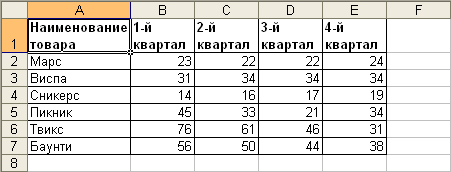 A B C D E F
1 Наименование товара 1-й квартал 2-й квартал 3-й квартал 4-й квартал
2 Марс 23 22 22 24
3 Виспа 31 34 34 34
4 Сникерс 14 16 17 19
5 Пикник 45 33 21 34
6 Твикс 76 61 46 31
7 Баунти 56 50 44 38
8